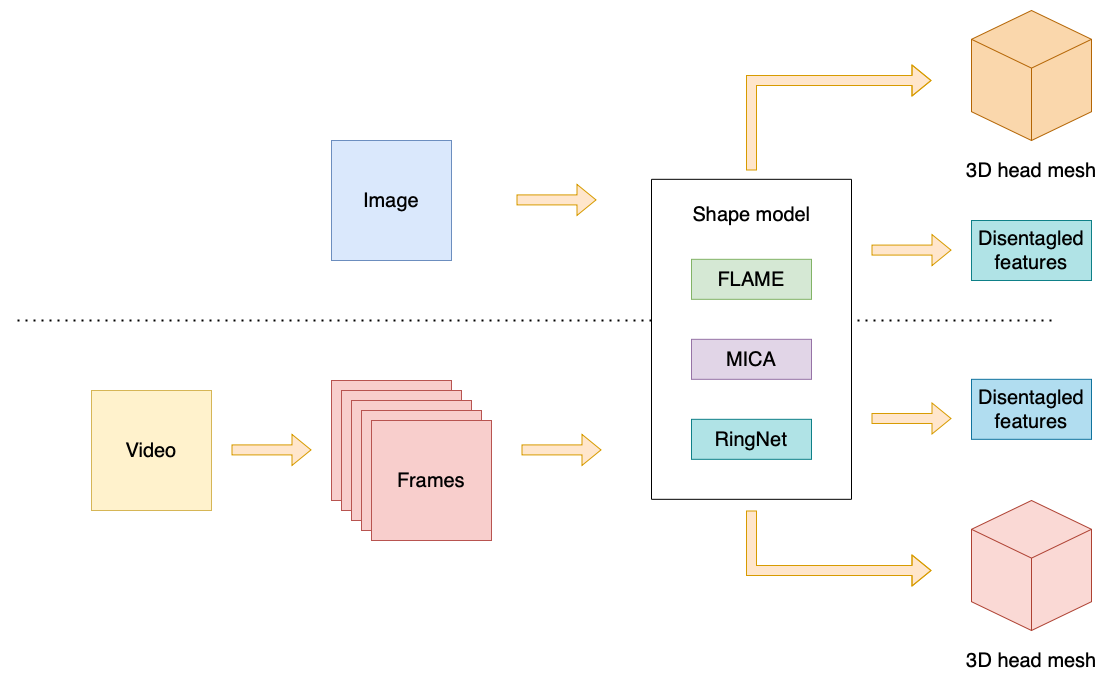 3D head mesh
Image
Shape model
Disentagled
features
FLAME
MICA
Disentagled
features
Video
Frames
RingNet
3D head mesh